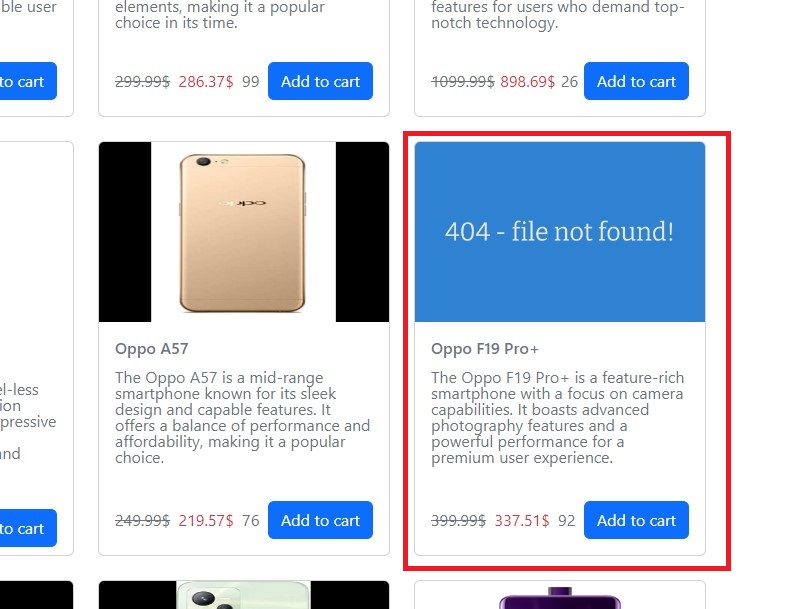 ble user
elements, making it a popular
choice in its time.
features for users who demand top-
notch technology.
to cart
299.99$ 286.37$ 99 Add to cart
1099.99$ 898.69$ 26 Add to cart
oppo
404 - file not found!
el-less
ion
pressive
and
to cart
Oppo A57
The Oppo A57 is a mid-range
smartphone known for its sleek
design and capable features. It
offers a balance of performance and
affordability, making it a popular
choice.
249.99$ 219.57$ 76 Add to cart
Oppo F19 Pro+
The Oppo F19 Pro+ is a feature-rich
smartphone with a focus on camera
capabilities. It boasts advanced
photography features and a
powerful performance for a
premium user experience.
399.99$ 337.51$ 92 Add to cart